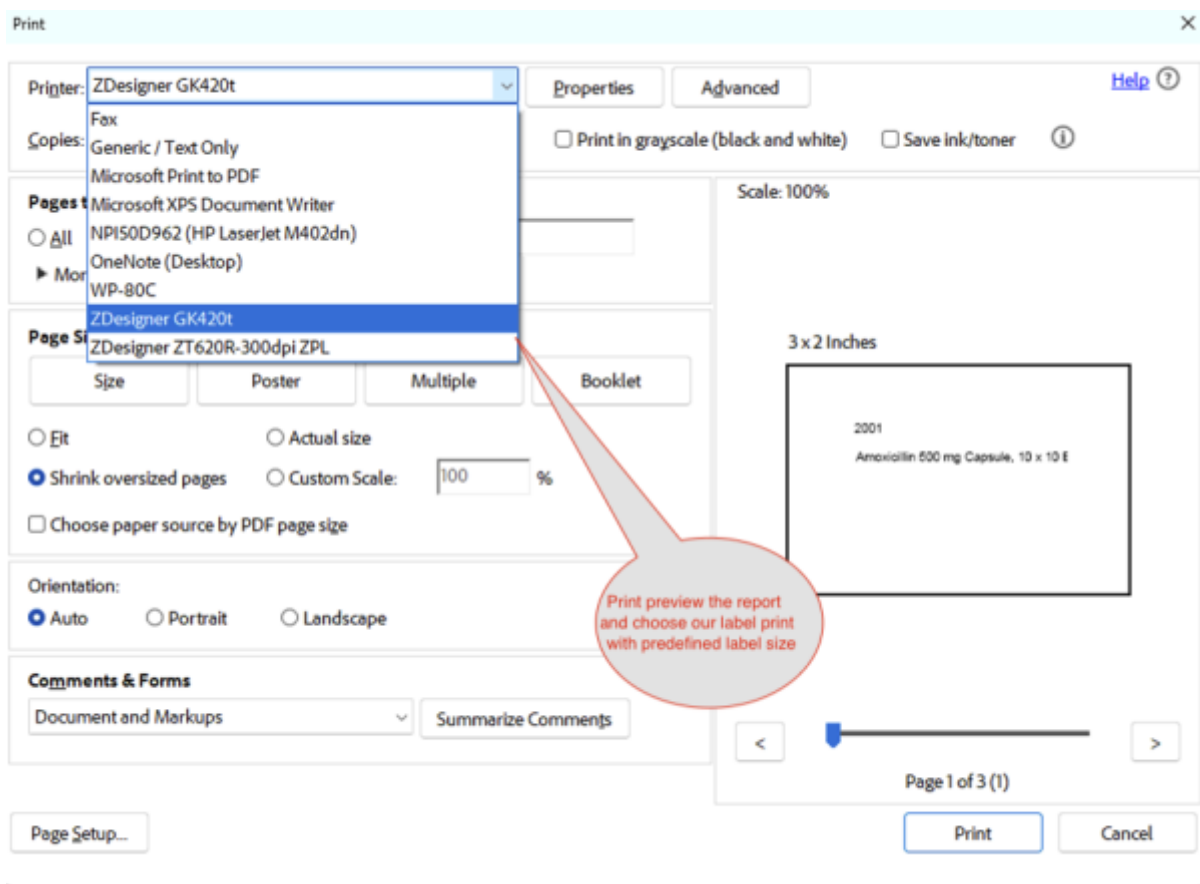 Print
Printer: ZDesigner GK420t
Properties
Advanced
Help
Fax
Generic / Text Only
Microsoft Print to PDF
Microsoft XPS Document Writer
NPI50D962 (HP LaserJet M402dn)
OneNote (Desktop)
WP-80C
ZDesigner GK420t
ZDesigner ZT620R-300dpi ZPL
Copies:
Print in grayscale (black and white)
Save ink/toner
Pages t
All
Mor
Scale: 100%
Page Si
Size
Poster
Multiple
Booklet
Fit
Actual size
Shrink oversized pages
Custom Scale:
100
%
Choose paper source by PDF page size
3 x 2 Inches
2001
Amoxicillin 500 mg Capsule, 10 x 10 B
Orientation:
Auto
Portrait
Landscape
Print preview the report
and choose our label print
with predefined label size
Comments & Forms
Document and Markups
Summarize Comments
<
>
Page 1 of 3 (1)
Page Setup...
Print
Cancel